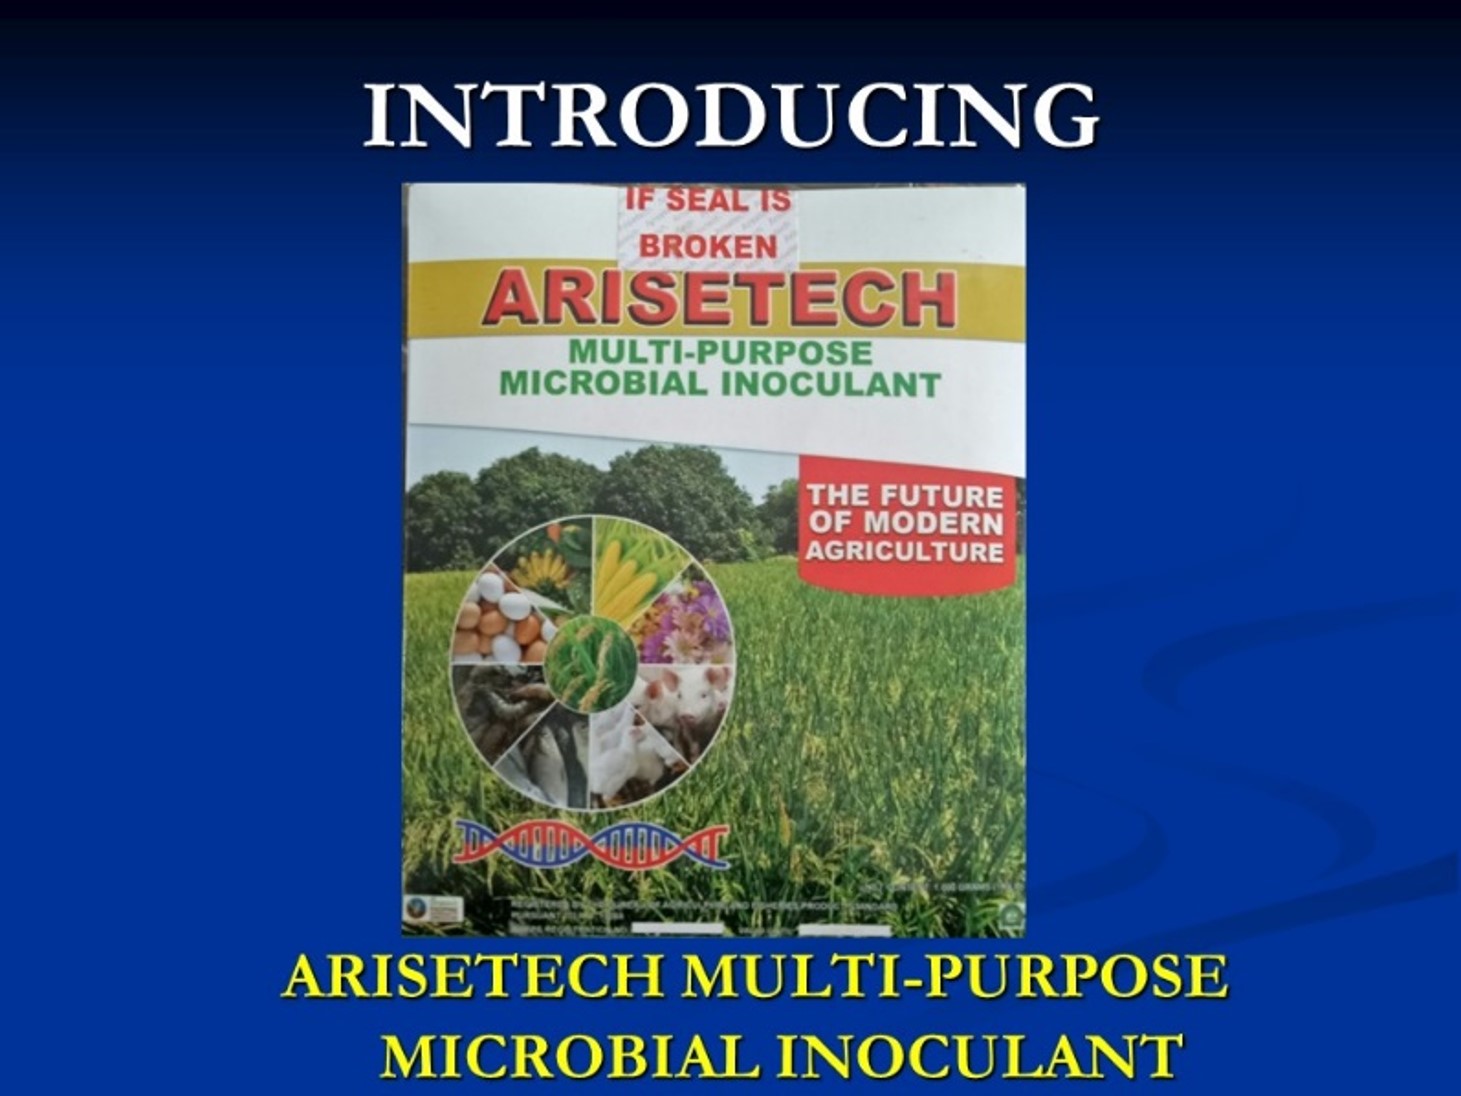 INTRODUCING
IF SEAL IS
BROKEN
ARISETECH
MULTI-PURPOSE
MICROBIAL INOCULANT
THE FUTURE
OF MODERN
AGRICULTURE
ARISETECH MULTI-PURPOSE
MICROBIAL INOCULANT